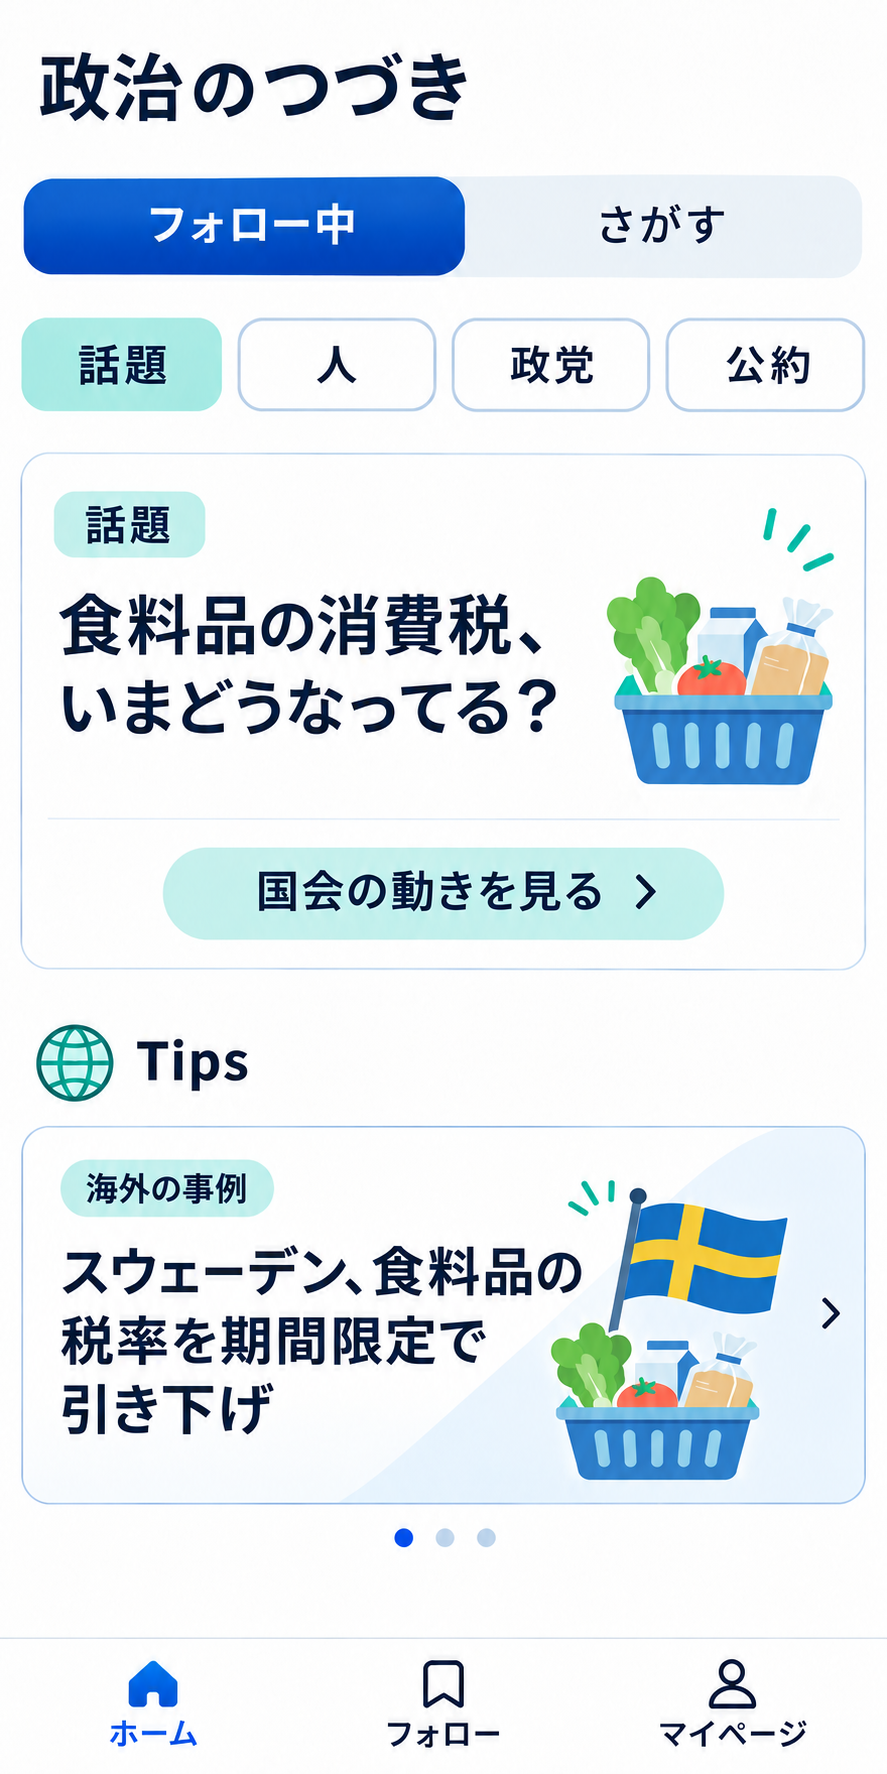 政治のつづき
フォロー中
さがす
話題
人
政党
公約
話題
食料品の消費税、
いまどうなってる？
国会の動きを見る
Tips
海外の事例
スウェーデン、食料品の
税率を期間限定で
引き下げ
ホーム
フォロー
マイページ